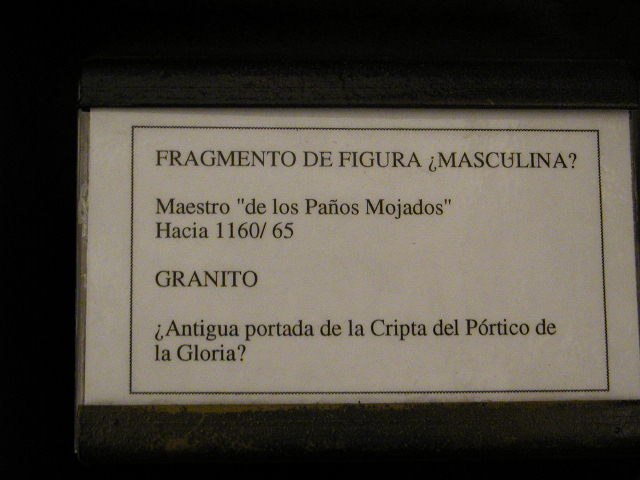 FRAGMENTO DE FIGURA ¿MASCULINA?
Maestro "de los Paños Mojados"
Hacia 1160/ 65
GRANITO
¿Antigua portada de la Cripta del Pórtico de
la Gloria?